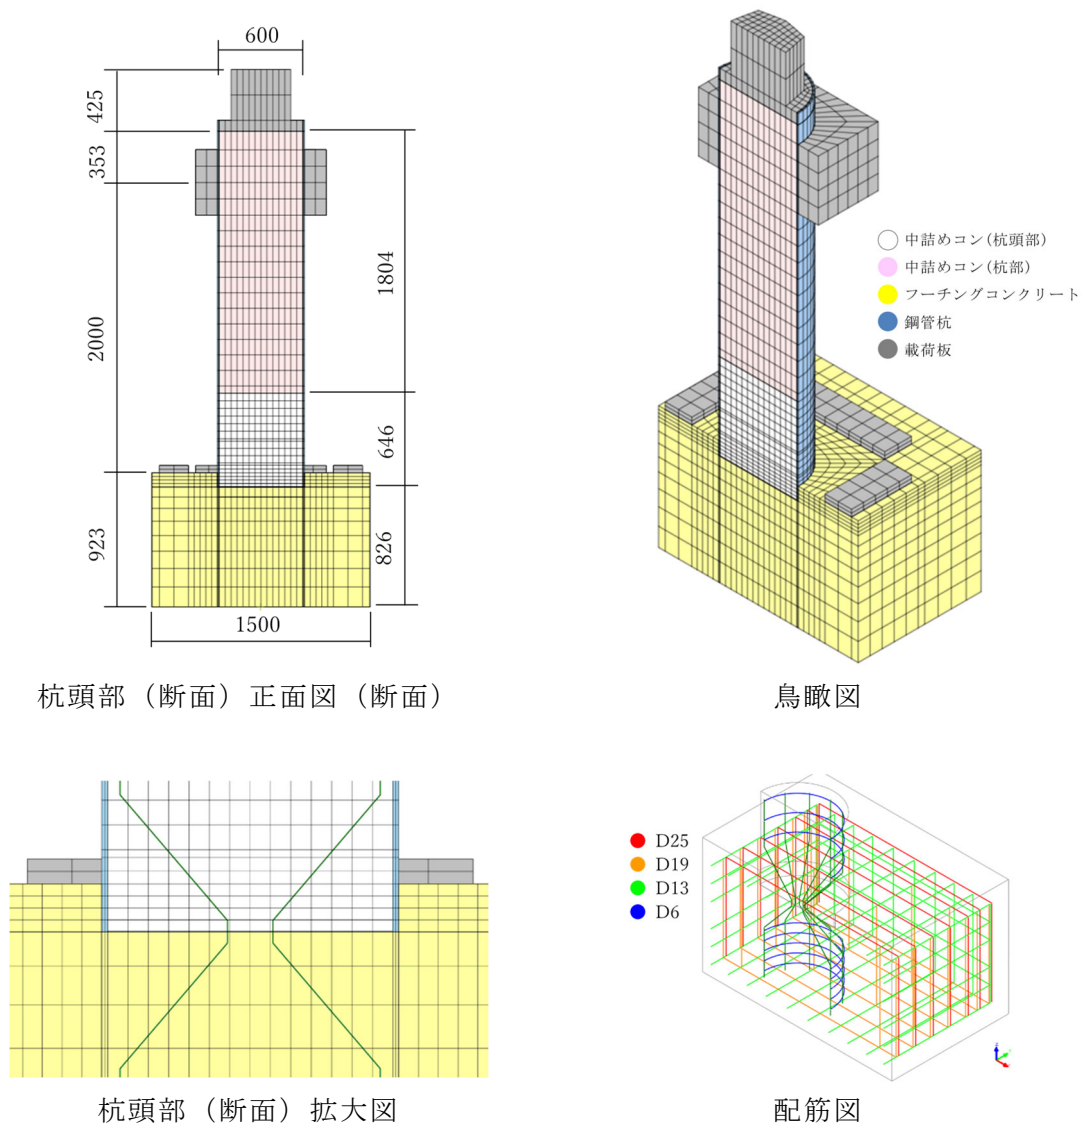 600
425
353
2000
923
1804
646
826
1500
中詰めコン(杭頭部)
中詰めコン(杭部)
フーチングコンクリート
鋼管杭
載荷板
杭頭部（断面）正面図（断面）
鳥瞰図
D25
D19
D13
D6
杭頭部（断面）拡大図
配筋図